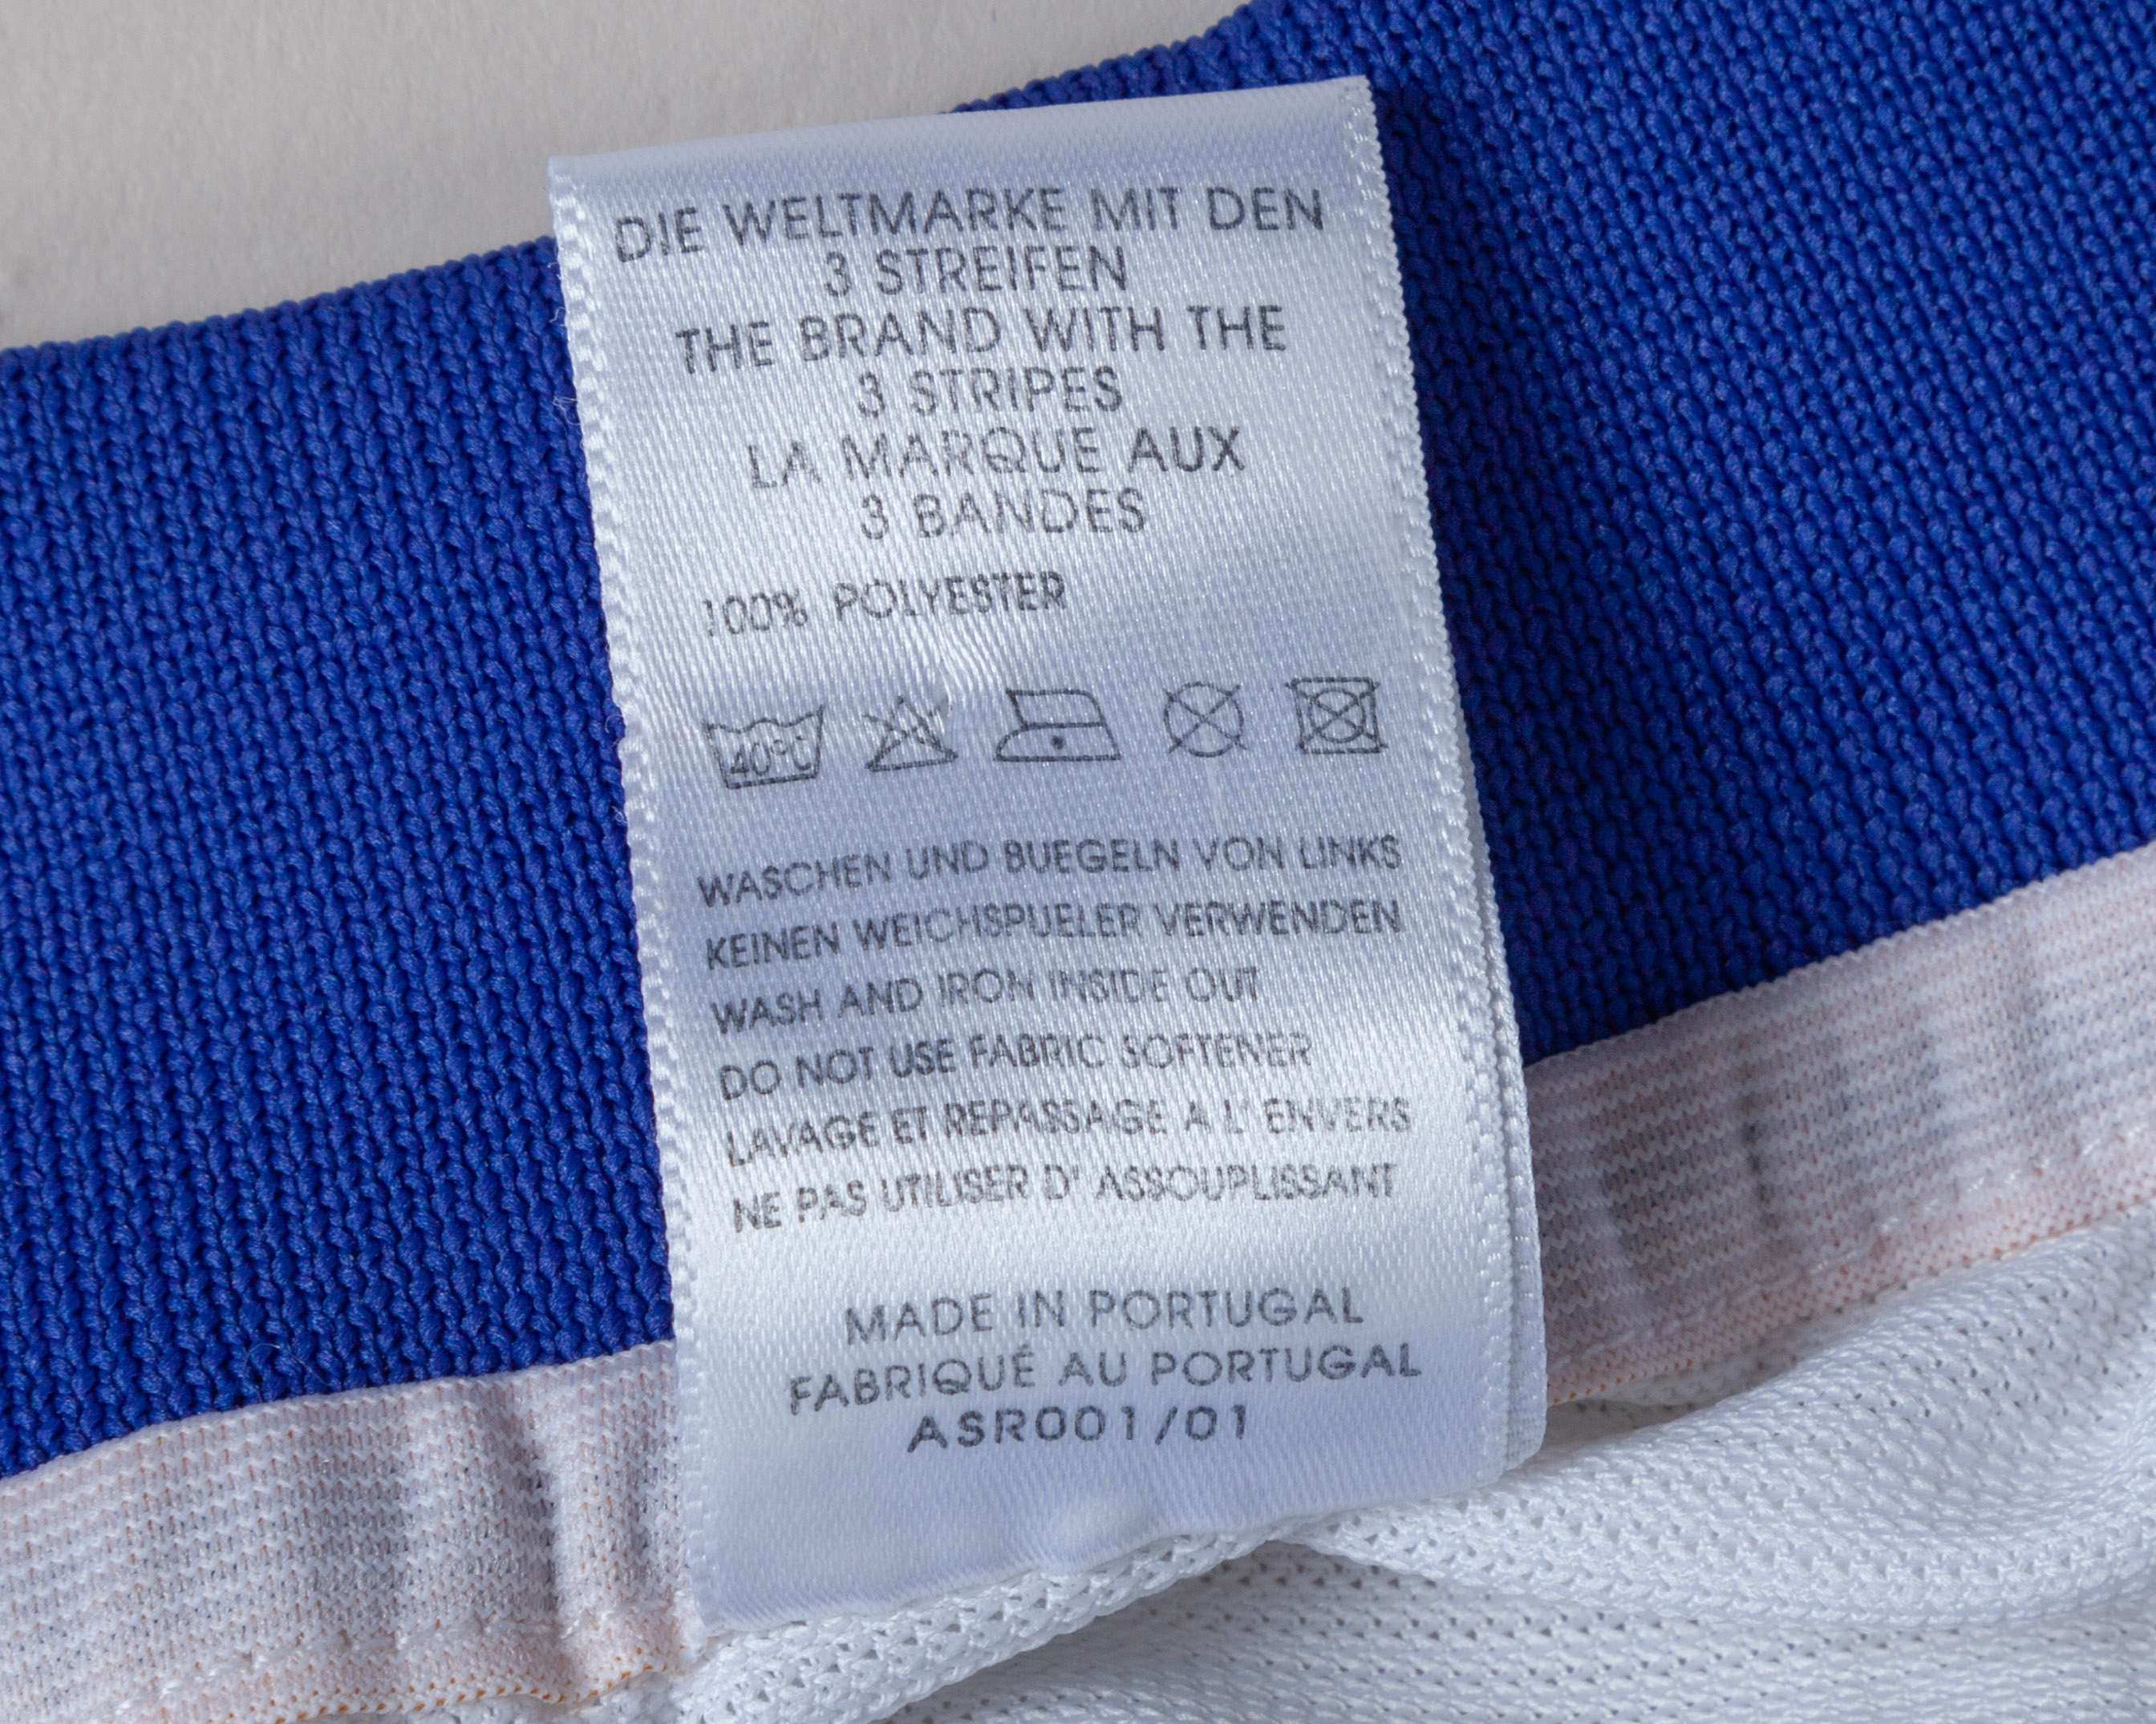 DIE WELTMARKE MIT DEN
3 STREIFEN
THE BRAND WITH THE
3 STRIPES
LA MARQUE AUX
3 BANDES
100% POLYESTER
40°C
WASCHEN UND BUEGELN VON LINKS
KEINEN WEICHSPUELER VERWENDEN
WASH AND IRON INSIDE OUT
DO NOT USE FABRIC SOFTENER
LAVAGE ET REPASSAGE A L' ENVERS
NE PAS UTILISER D' ASSOUPLISSANT
MADE IN PORTUGAL
FABRIQUÉ AU PORTUGAL
ASR001/01